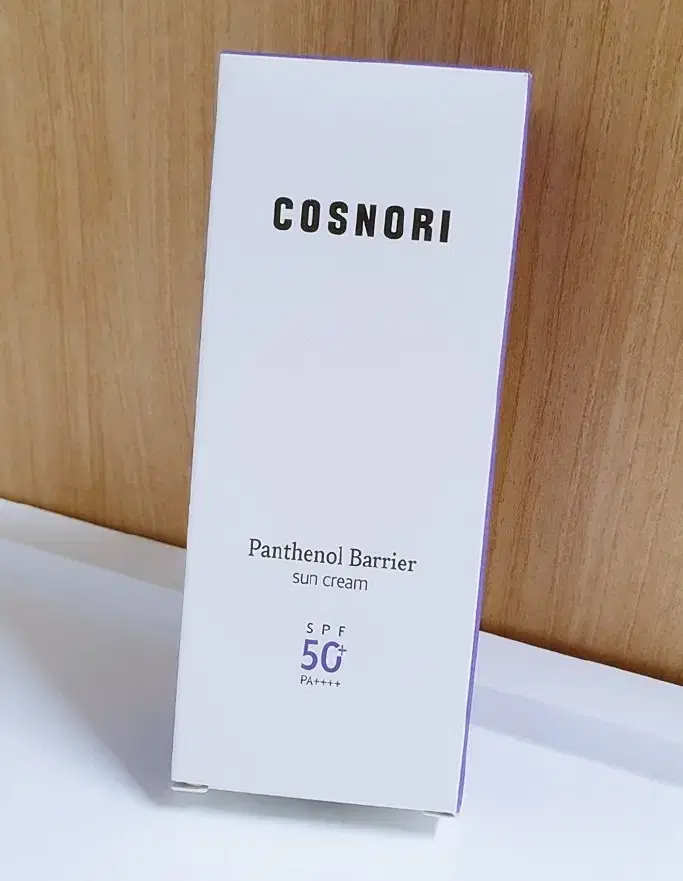 COSNORI
Panthenol Barrier
sun cream
SPF
50+
PA++++